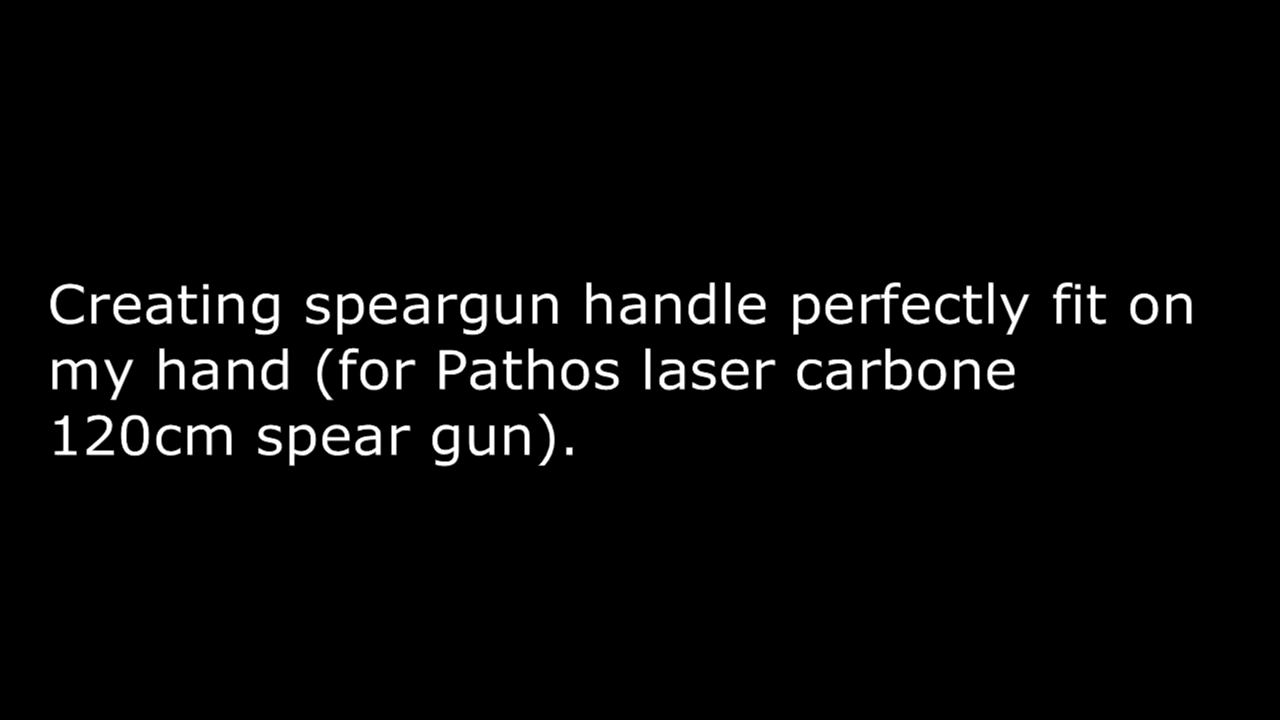 Creating speargun handle perfectly fit on
my hand (for Pathos laser carbone
120cm spear gun).